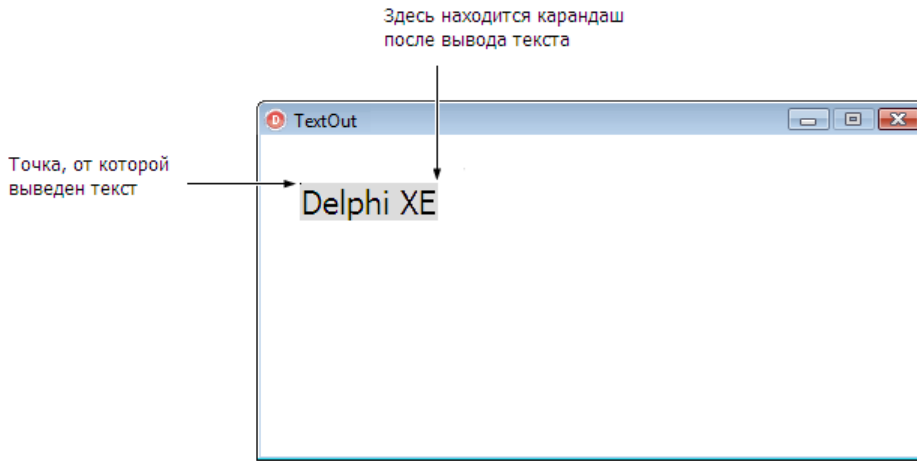 Здесь находится карандаш
после вывода текста
TextOut
Точка, от которой
выведен текст
Delphi XE